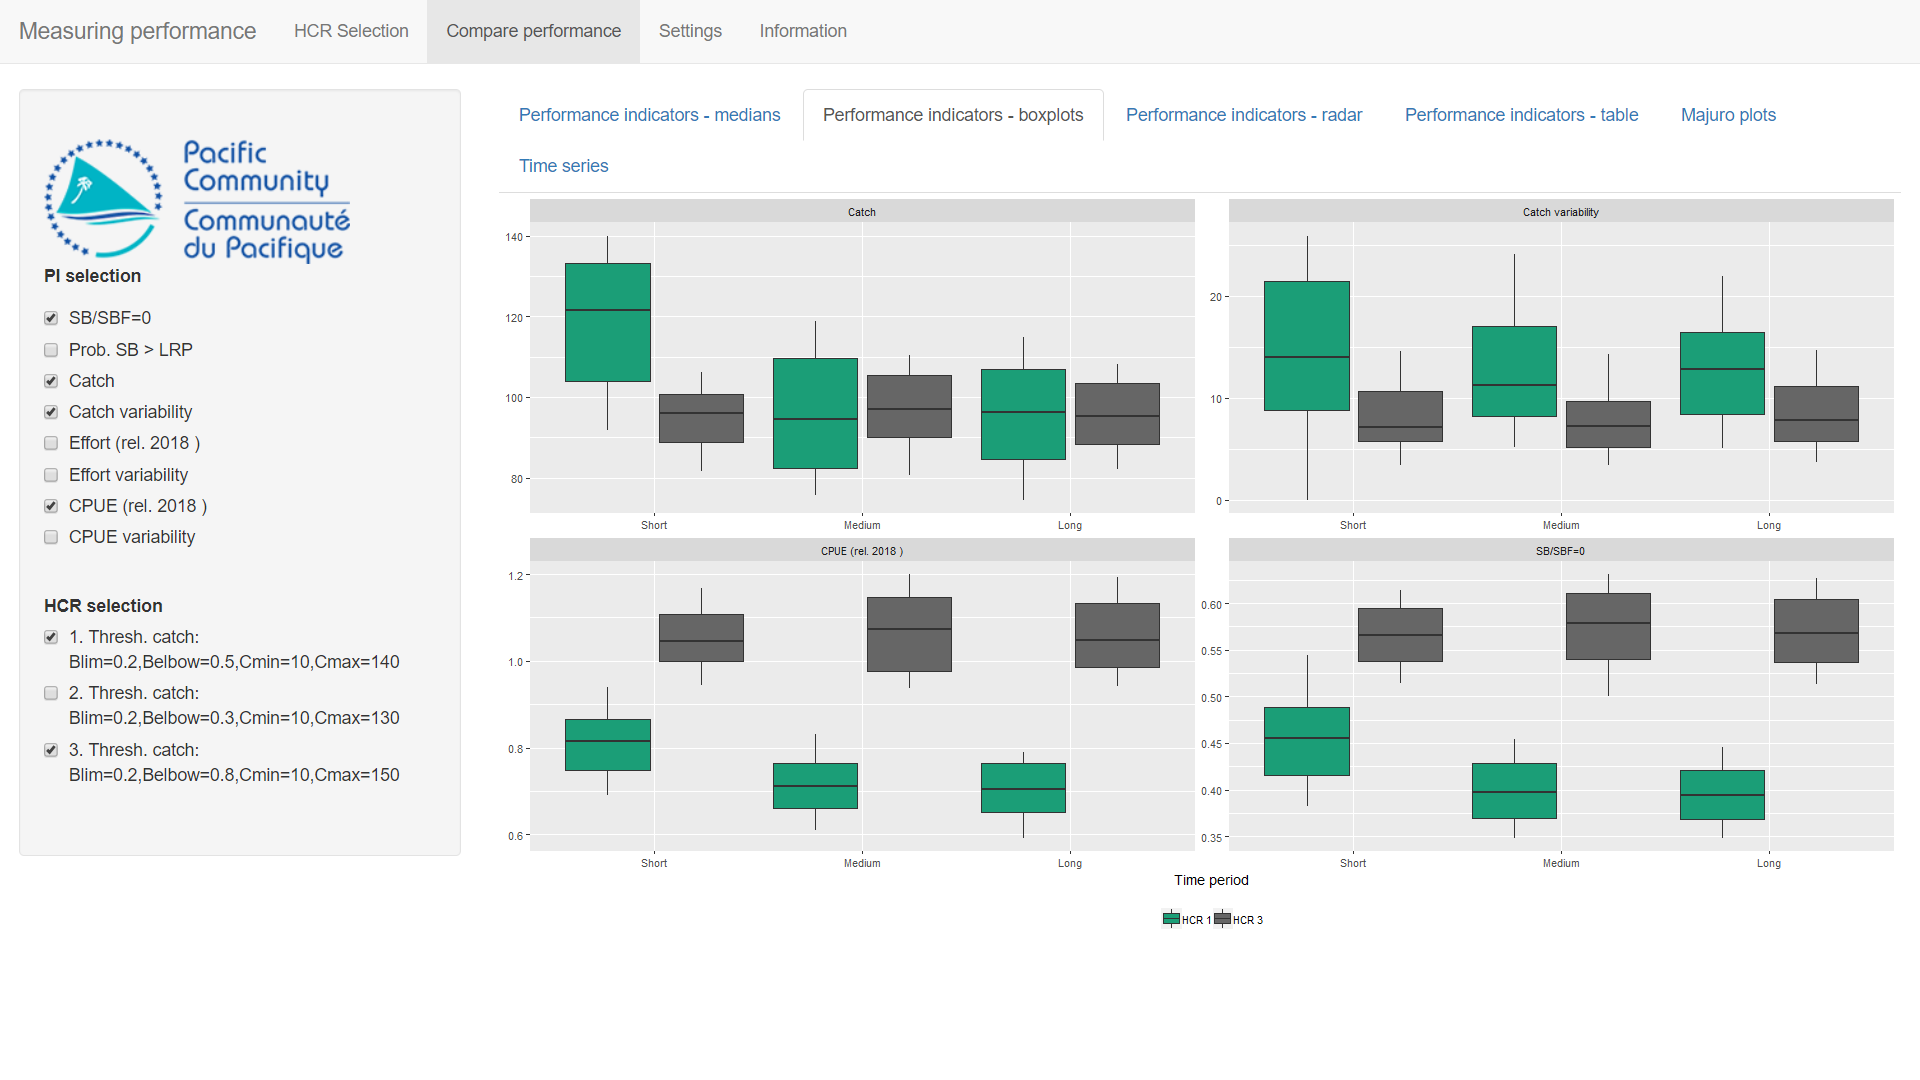 Measuring performance
HCR Selection
Compare performance
Settings
Information
Pacific
Community
Communauté
du Pacifique
PI selection
SB/SBF=0
Prob. SB > LRP
Catch
Catch variability
Effort (rel. 2018 )
Effort variability
CPUE (rel. 2018 )
CPUE variability
HCR selection
1. Thresh. catch:
Blim=0.2,Belbow=0.5,Cmin=10,Cmax=140
2. Thresh. catch:
Blim=0.2,Belbow=0.3,Cmin=10,Cmax=130
3. Thresh. catch:
Blim=0.2,Belbow=0.8,Cmin=10,Cmax=150
Performance indicators - medians
Performance indicators - boxplots
Performance indicators - radar
Performance indicators - table
Majuro plots
Time series
Catch
140
120
100
80
Short
Medium
Long
Catch variability
20
10
0
Short
Medium
Long
CPUE (rel. 2018 )
1.2
1.0
0.8
0.6
Short
Medium
Long
SB/SBF=0
0.60
0.55
0.50
0.45
0.40
0.35
Short
Medium
Long
Time period
HCR 1
HCR 3